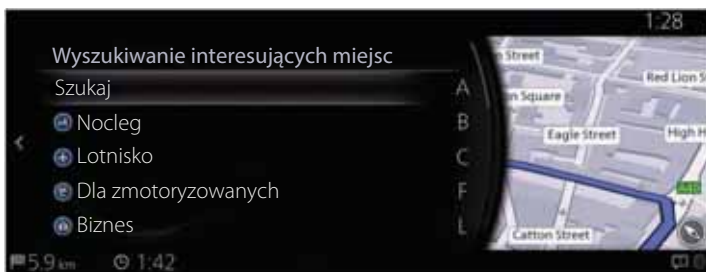 1:28
Wyszukiwanie interesujących miejsc
Szukaj
A
Nocleg
B
Lotnisko
C
Dla zmotoryzowanych
F
Biznes
L
Street
Red Lion S
n Square
Eagle Street
High H
A40
Catton Street
5.9 km
1:42